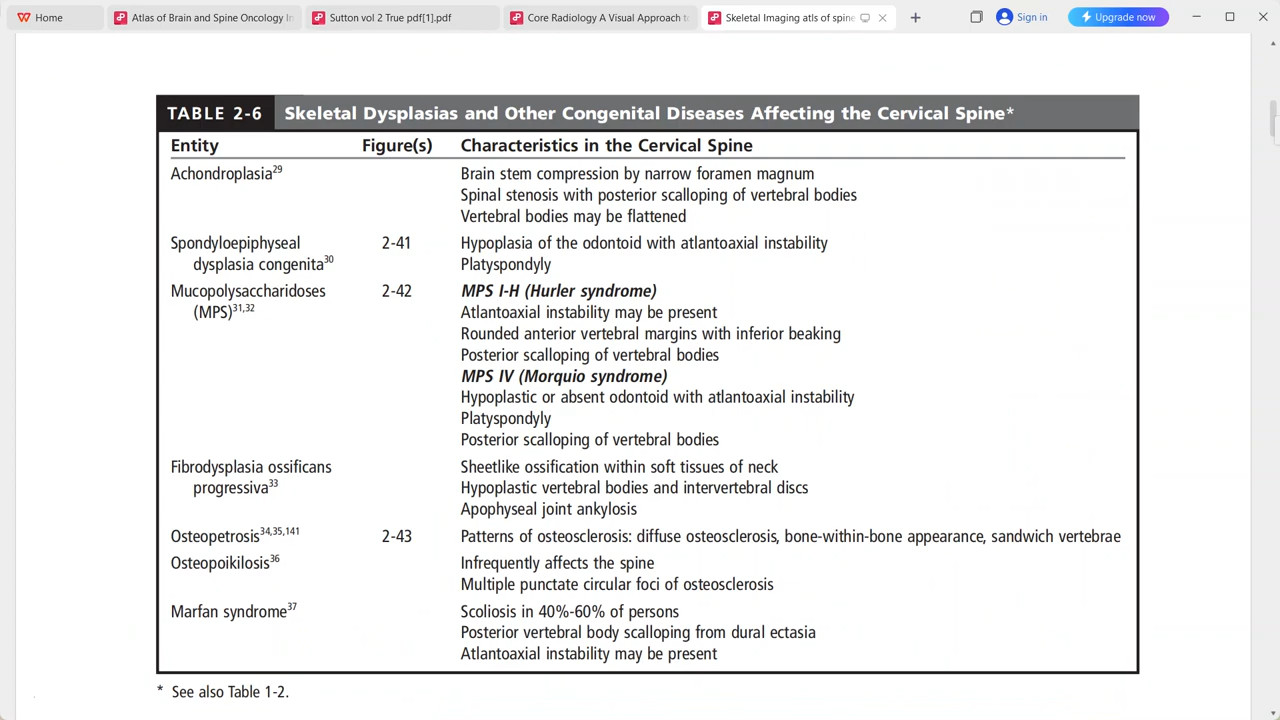 Home
Atlas of Brain and Spine Oncology I
Sutton vol 2 True pdf[1].pdf
Core Radiology A Visual Approach t
Skeletal Imaging atls of spine
Sign in
Upgrade now
TABLE 2-6 Skeletal Dysplasias and Other Congenital Diseases Affecting the Cervical Spine*
Entity Figure(s) Characteristics in the Cervical Spine
Achondroplasia29 Brain stem compression by narrow foramen magnum
Spinal stenosis with posterior scalloping of vertebral bodies
Vertebral bodies may be flattened
Spondyloepiphyseal 2-41 Hypoplasia of the odontoid with atlantoaxial instability
dysplasia congenita30 Platyspondyly
Mucopolysaccharidoses 2-42 MPS I-H (Hurler syndrome)
(MPS)31,32 Atlantoaxial instability may be present
Rounded anterior vertebral margins with inferior beaking
Posterior scalloping of vertebral bodies
MPS IV (Morquio syndrome)
Hypoplastic or absent odontoid with atlantoaxial instability
Platyspondyly
Posterior scalloping of vertebral bodies
Fibrodysplasia ossificans Sheetlike ossification within soft tissues of neck
progressiva33 Hypoplastic vertebral bodies and intervertebral discs
Apophyseal joint ankylosis
Osteopetrosis34,35,141 2-43 Patterns of osteosclerosis: diffuse osteosclerosis, bone-within-bone appearance, sandwich vertebrae
Osteopoikilosis36 Infrequently affects the spine
Multiple punctate circular foci of osteosclerosis
Marfan syndrome37 Scoliosis in 40%-60% of persons
Posterior vertebral body scalloping from dural ectasia
Atlantoaxial instability may be present
* See also Table 1-2.